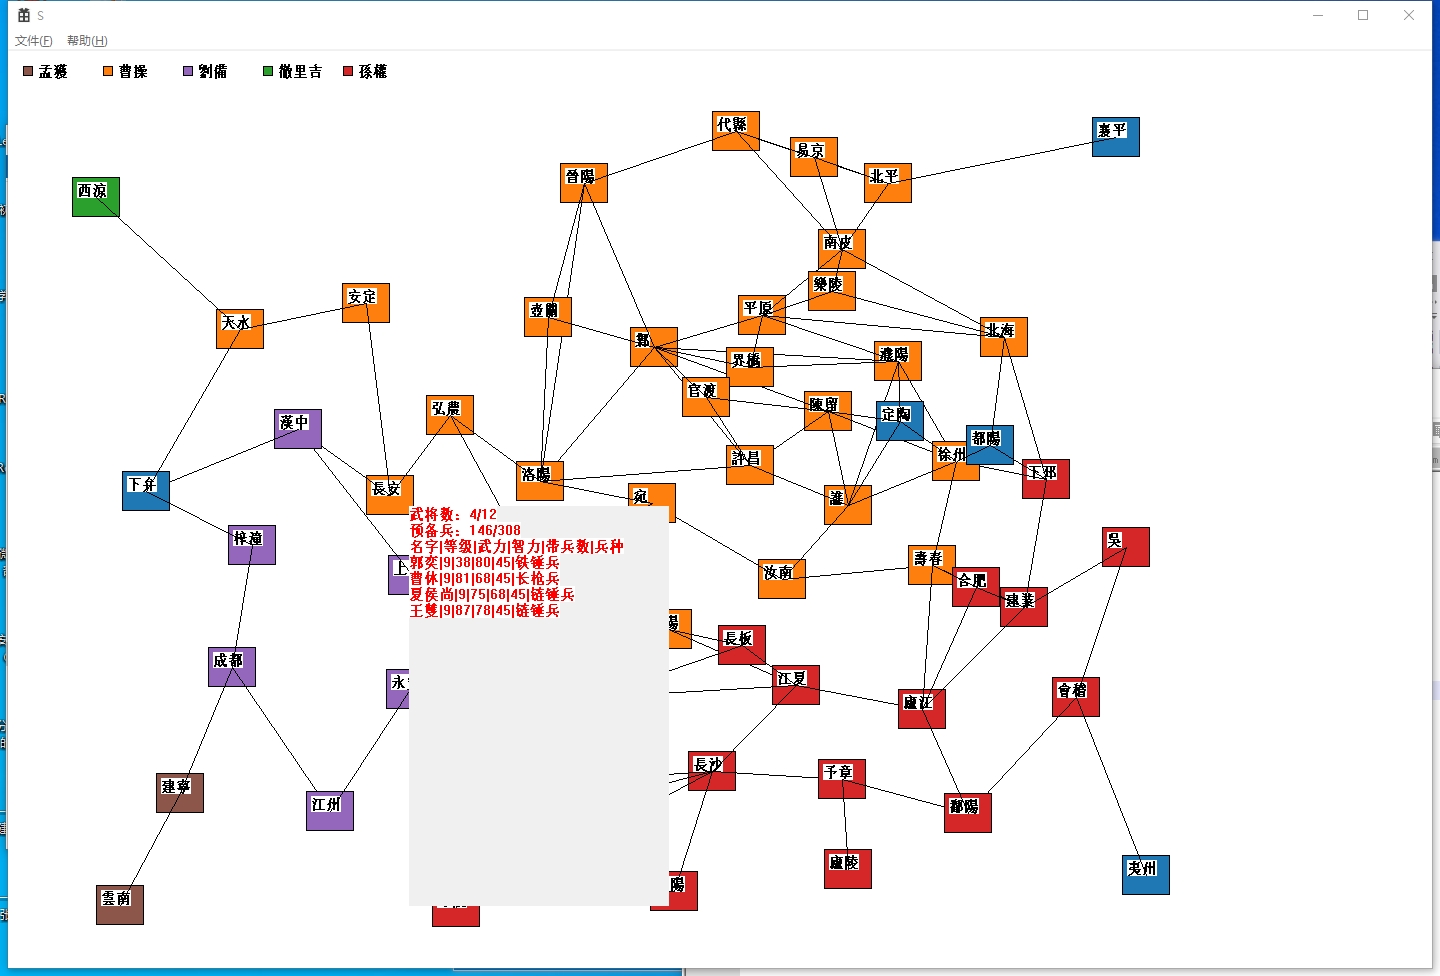 S
文件(F) 帮助(H)
孟獲 曹操 劉備 徹里吉 孫權
代縣
襄平
易京
北平
晉陽
西涼
南皮
樂陵
安定
壺關
平原
天水
北海
鄴
濮陽
界橋
官渡
弘農
陳留
漢中
定陶
都陽
許昌
徐州
下邳
洛陽
下弁
長安
宛
譙
武将数：4/12
预备兵：146/308
名字|等级|武力|智力|带兵数|兵种
郭奕|9|38|80|45|铁锤兵
曹休|9|81|68|45|长枪兵
夏侯尚|9|75|68|45|链锤兵
王雙|9|87|78|45|链锤兵
梓潼
吳
壽春
上
汝南
合肥
建業
陽
長板
成都
永
江夏
會稽
廬江
長沙
予章
建寧
江州
鄱陽
廬陵
夷州
陽
雲南